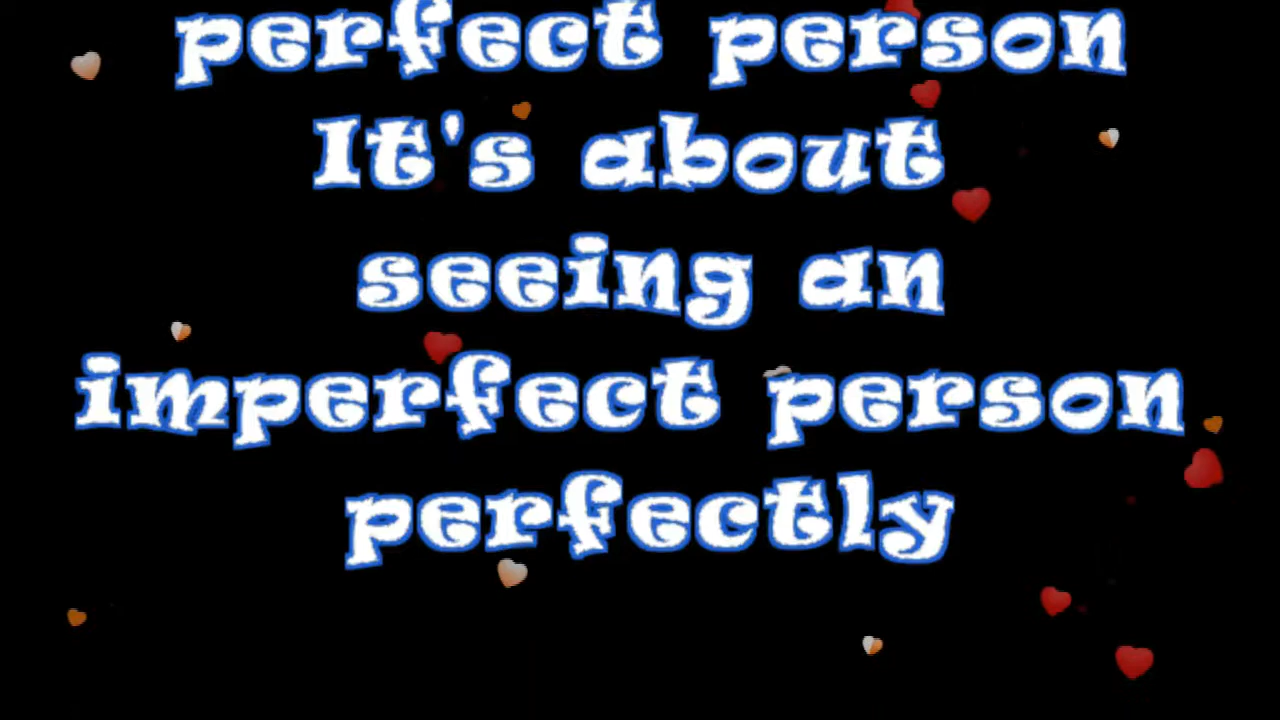 perfect person
It's about
seeing an
imperfect person
perfectly